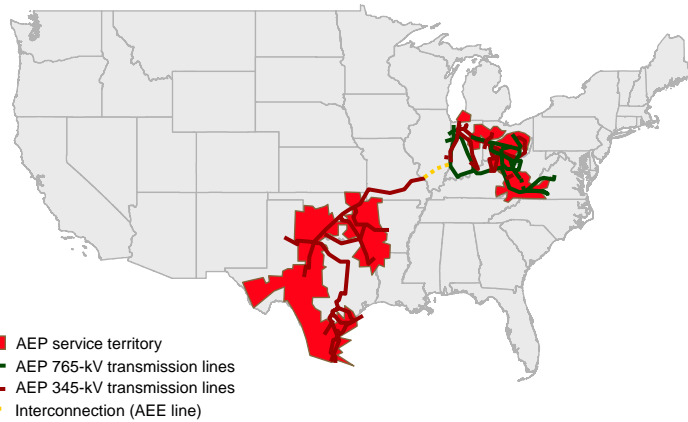 AEP service territory
AEP 765-kV transmission lines
AEP 345-kV transmission lines
Interconnection (AEE line)